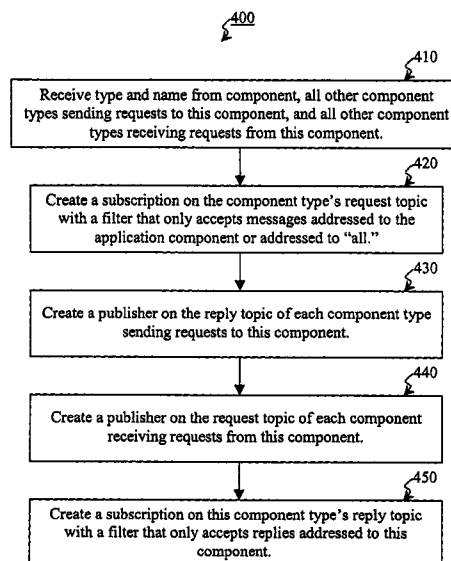 400
410
Receive type and name from component, all other component
types sending requests to this component, and all other component
types receiving requests from this component.
420
Create a subscription on the component type's request topic
with a filter that only accepts messages addressed to the
application component or addressed to "all."
430
Create a publisher on the reply topic of each component type
sending requests to this component.
440
Create a publisher on the request topic of each component
receiving requests from this component.
450
Create a subscription on this component type's reply topic
with a filter that only accepts replies addressed to this
component.